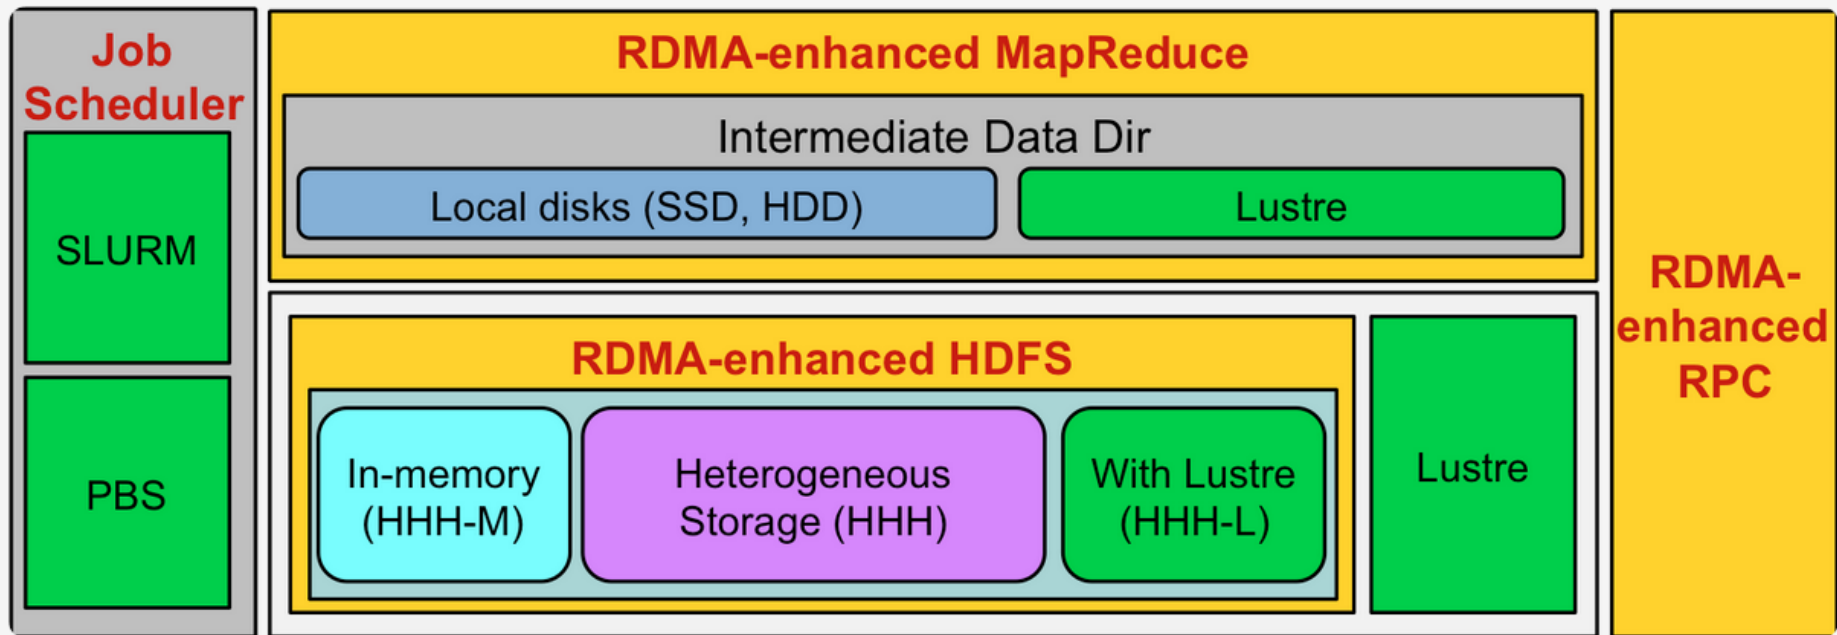 Job
Scheduler
SLURM
PBS
RDMA-enhanced MapReduce
Intermediate Data Dir
Local disks (SSD, HDD)
Lustre
RDMA-enhanced HDFS
In-memory
(HHH-M)
Heterogeneous
Storage (HHH)
With Lustre
(HHH-L)
Lustre
RDMA-
enhanced
RPC